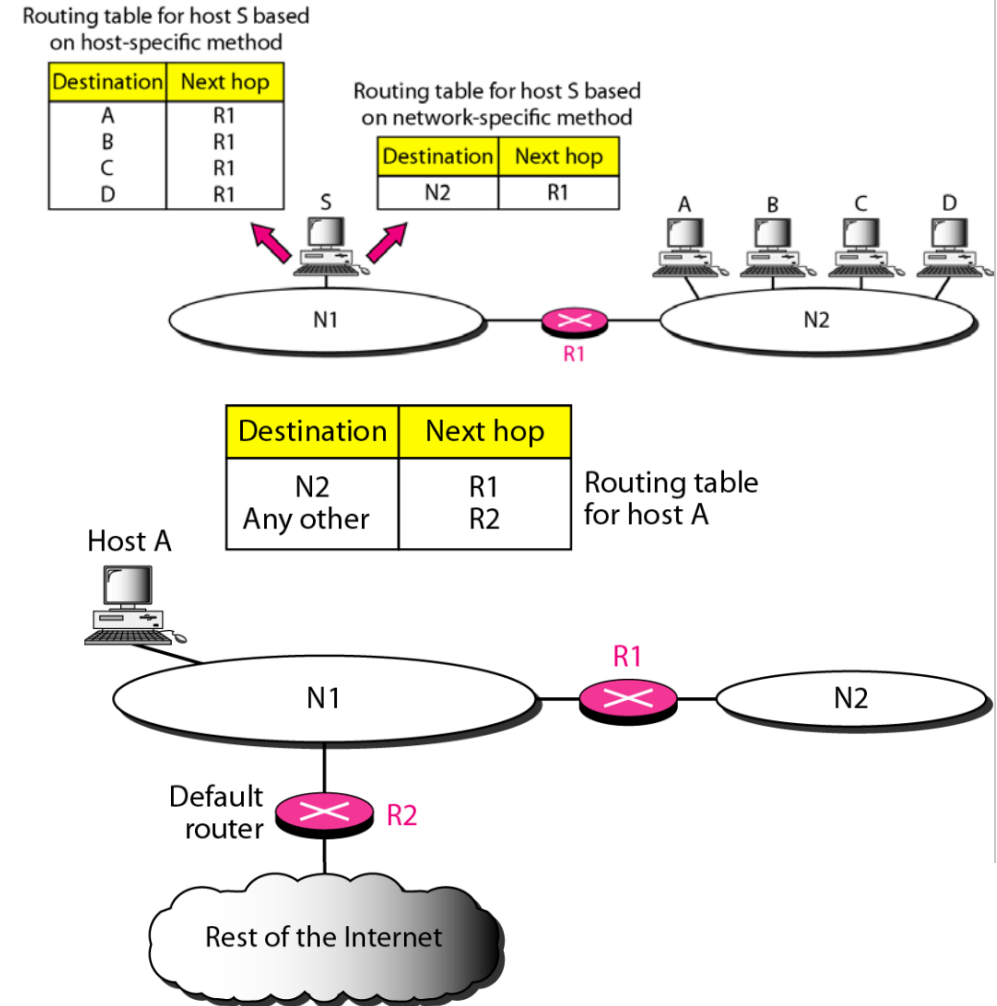 Routing table for host S based
on host-specific method
Destination Next hop
A R1
B R1
C R1
D R1
Routing table for host S based
on network-specific method
Destination Next hop
N2 R1
S
A B C D
N1
R1
N2
Destination Next hop
N2 R1
Any other R2
Routing table
for host A
Host A
N1
R1
N2
Default
router
R2
Rest of the Internet